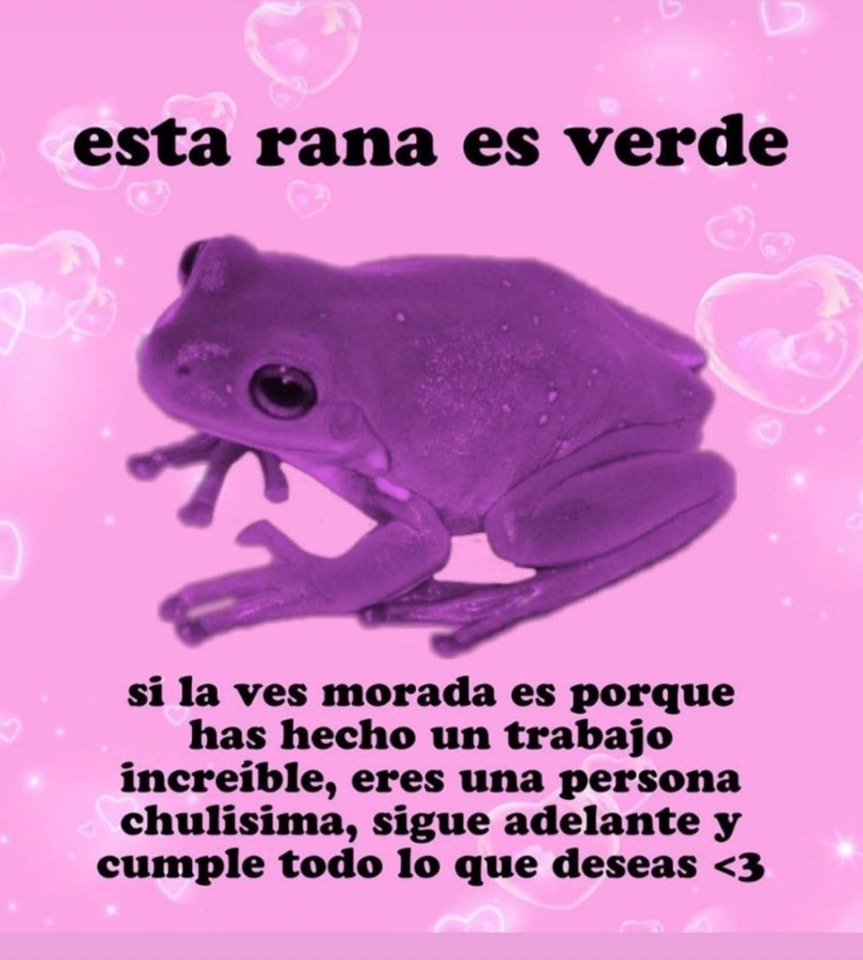 esta rana es verde
si la ves morada es porque
has hecho un trabajo
increíble, eres una persona
chulisima, sigue adelante y
cumple todo lo que deseas <3